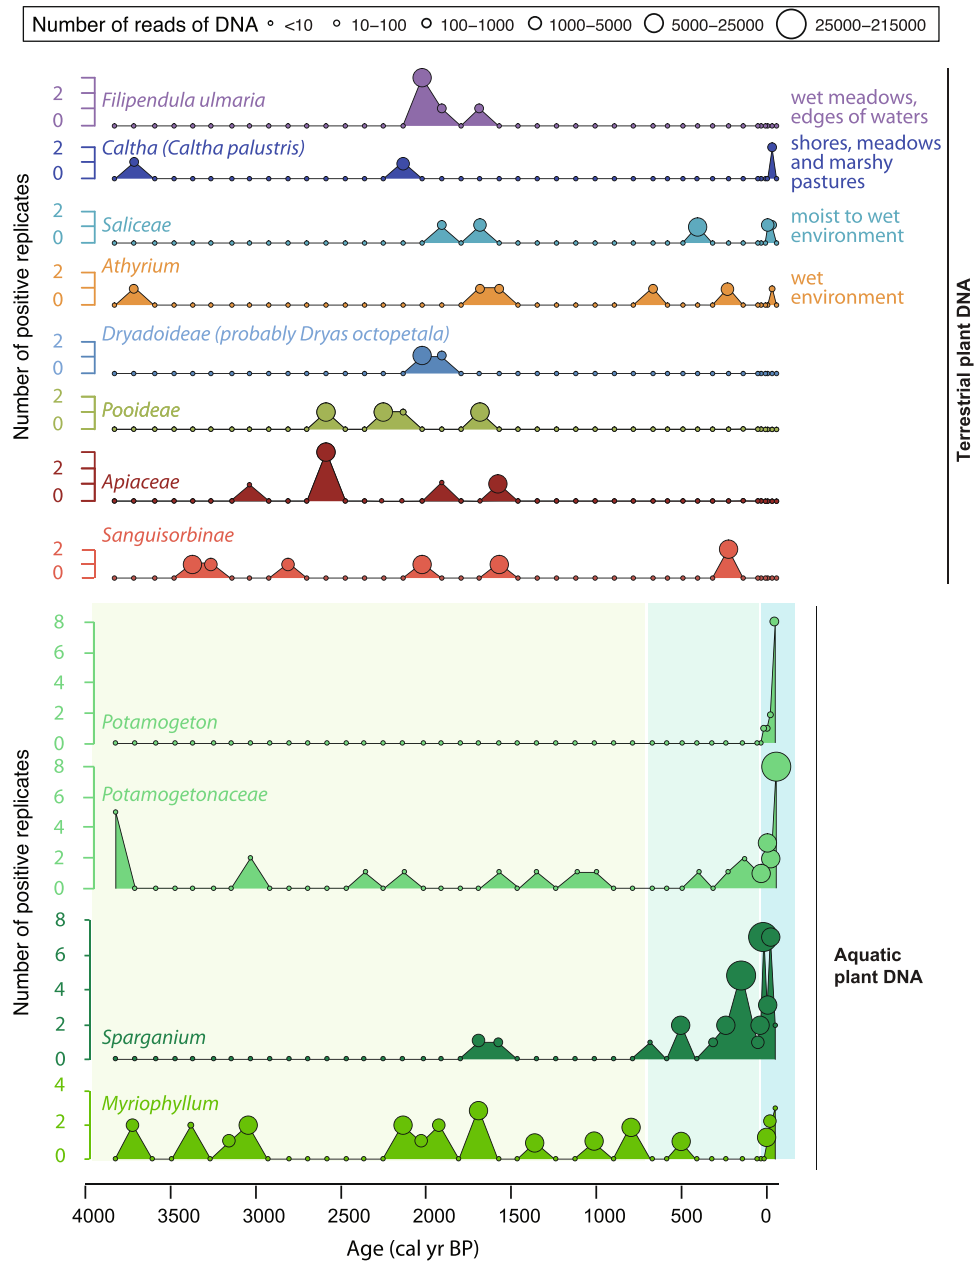 Number of reads of DNA <10 10–100 100–1000 1000–5000 5000–25000 25000–215000
Number of positive replicates
2
0
Filipendula ulmaria
wet meadows,
edges of waters
2
0
Caltha (Caltha palustris)
shores, meadows
and marshy
pastures
2
0
Saliceae
moist to wet
environment
2
0
Athyrium
wet
environment
2
0
Dryadoideae (probably Dryas octopetala)
2
0
Pooideae
2
0
Apiaceae
2
0
Sanguisorbinae
Terrestrial plant DNA
Number of positive replicates
8
6
4
2
0
Potamogeton
8
6
4
2
0
Potamogetonaceae
8
6
4
2
0
Sparganium
4
2
0
Myriophyllum
Aquatic
plant DNA
4000 3500 3000 2500 2000 1500 1000 500 0
Age (cal yr BP)